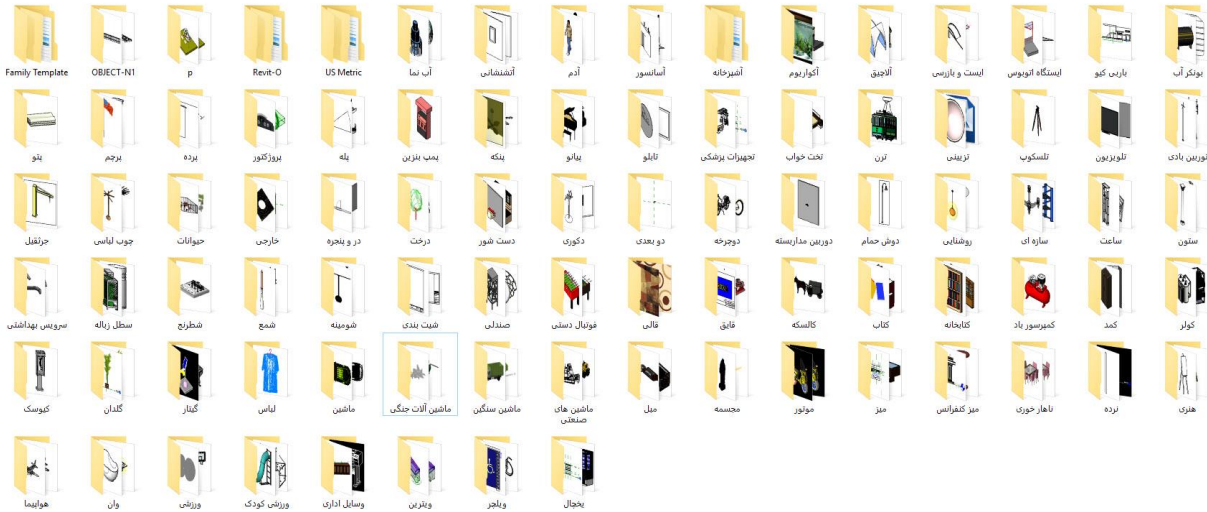 Family Template
OBJECT-N1
p
Revit-O
US Metric
آب نما
آتشنشانی
آدم
آسانسور
آشپزخانه
آکواریوم
آلاچیق
ایست و بازرسی
ایستگاه اتوبوس
باربی کیو
یونکر آب
پتو
پرچم
پرده
پروژکتور
پله
پمپ بنزین
پنکه
پیانو
تابلو
تجهیزات پزشکی
تخت خواب
ترن
تزیینی
تلسکوپ
تلویزیون
توربین بادی
جرثقیل
چوب لباسی
حیوانات
خارجی
در و پنجره
درخت
دست شور
دکوری
دو بعدی
دوچرخه
دوربین مداربسته
دوش حمام
روشنایی
سازه ای
ساعت
ستون
سرویس بهداشتی
سطل زباله
شطرنج
شمع
شومینه
شیت بندی
صندلی
فوتبال دستی
قالی
قایق
کالسکه
کتاب
کتابخانه
کمپرسور باد
کمد
کولر
کیوسک
گلدان
گیتار
لباس
ماشین
ماشین آلات جنگی
ماشین سنگین
ماشین های
صنعتی
مبل
مجسمه
موتور
میز
میز کنفرانس
ناهار خوری
نرده
هنری
هواپیما
وان
ورزشی
ورزشی کودک
وسایل اداری
ویترین
ویلچر
یخچال